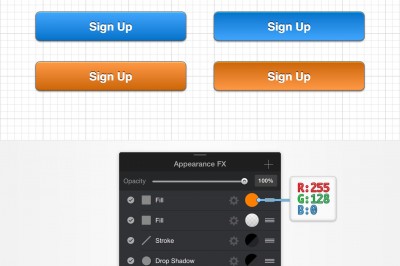 Sign Up
Sign Up
Sign Up
Sign Up
Appearance FX
Opacity
100%
Fill
R:255
G:128
B:0
Fill
Stroke
Drop Shadow